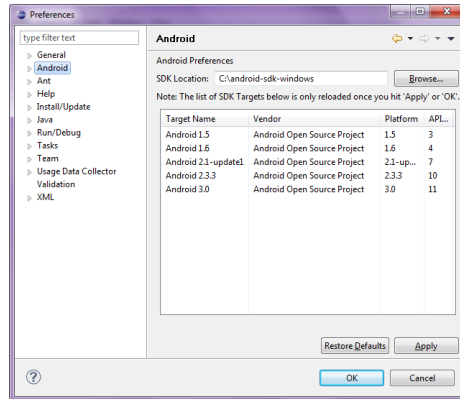 Preferences
type filter text
General
Android
Ant
Help
Install/Update
Java
Run/Debug
Tasks
Team
Usage Data Collector
Validation
XML
Android
Android Preferences
SDK Location: C:\android-sdk-windows Browse...
Note: The list of SDK Targets below is only reloaded once you hit 'Apply' or 'OK'.
Target Name Vendor Platform API...
Android 1.5 Android Open Source Project 1.5 3
Android 1.6 Android Open Source Project 1.6 4
Android 2.1-update1 Android Open Source Project 2.1-up... 7
Android 2.3.3 Android Open Source Project 2.3.3 10
Android 3.0 Android Open Source Project 3.0 11
Restore Defaults Apply
? OK Cancel